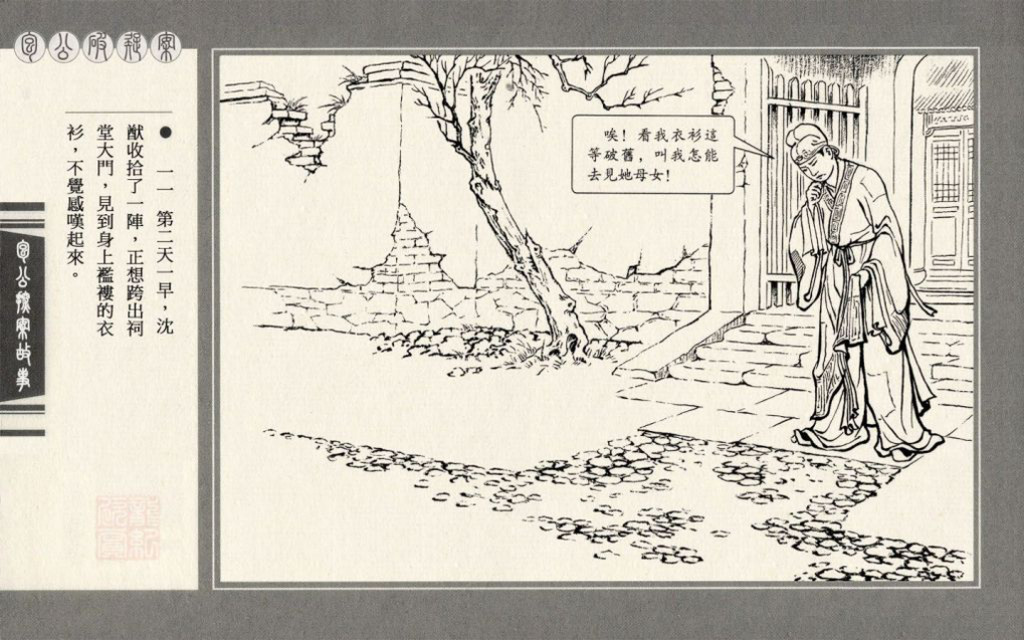 包公破疑案
● 一一 第二天一早，沈
猷收拾了一陣，正想跨出祠
堂大門，見到身上襤褸的衣
衫，不覺感嘆起來。
包公探案故事
唉！看我衣衫這
等破舊，叫我怎能
去見她母女！